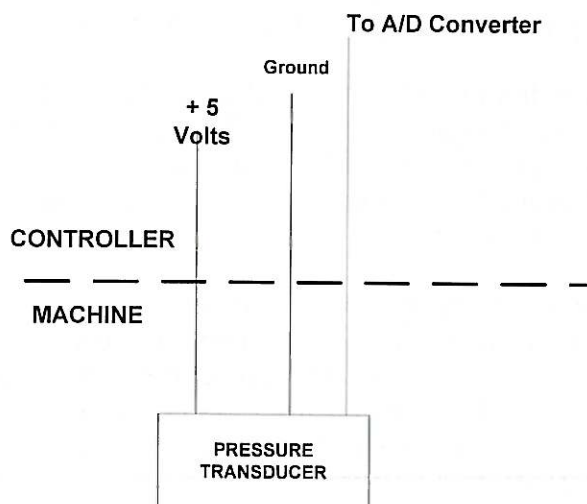 To A/D Converter
Ground
+ 5
Volts
CONTROLLER
MACHINE
PRESSURE
TRANSDUCER